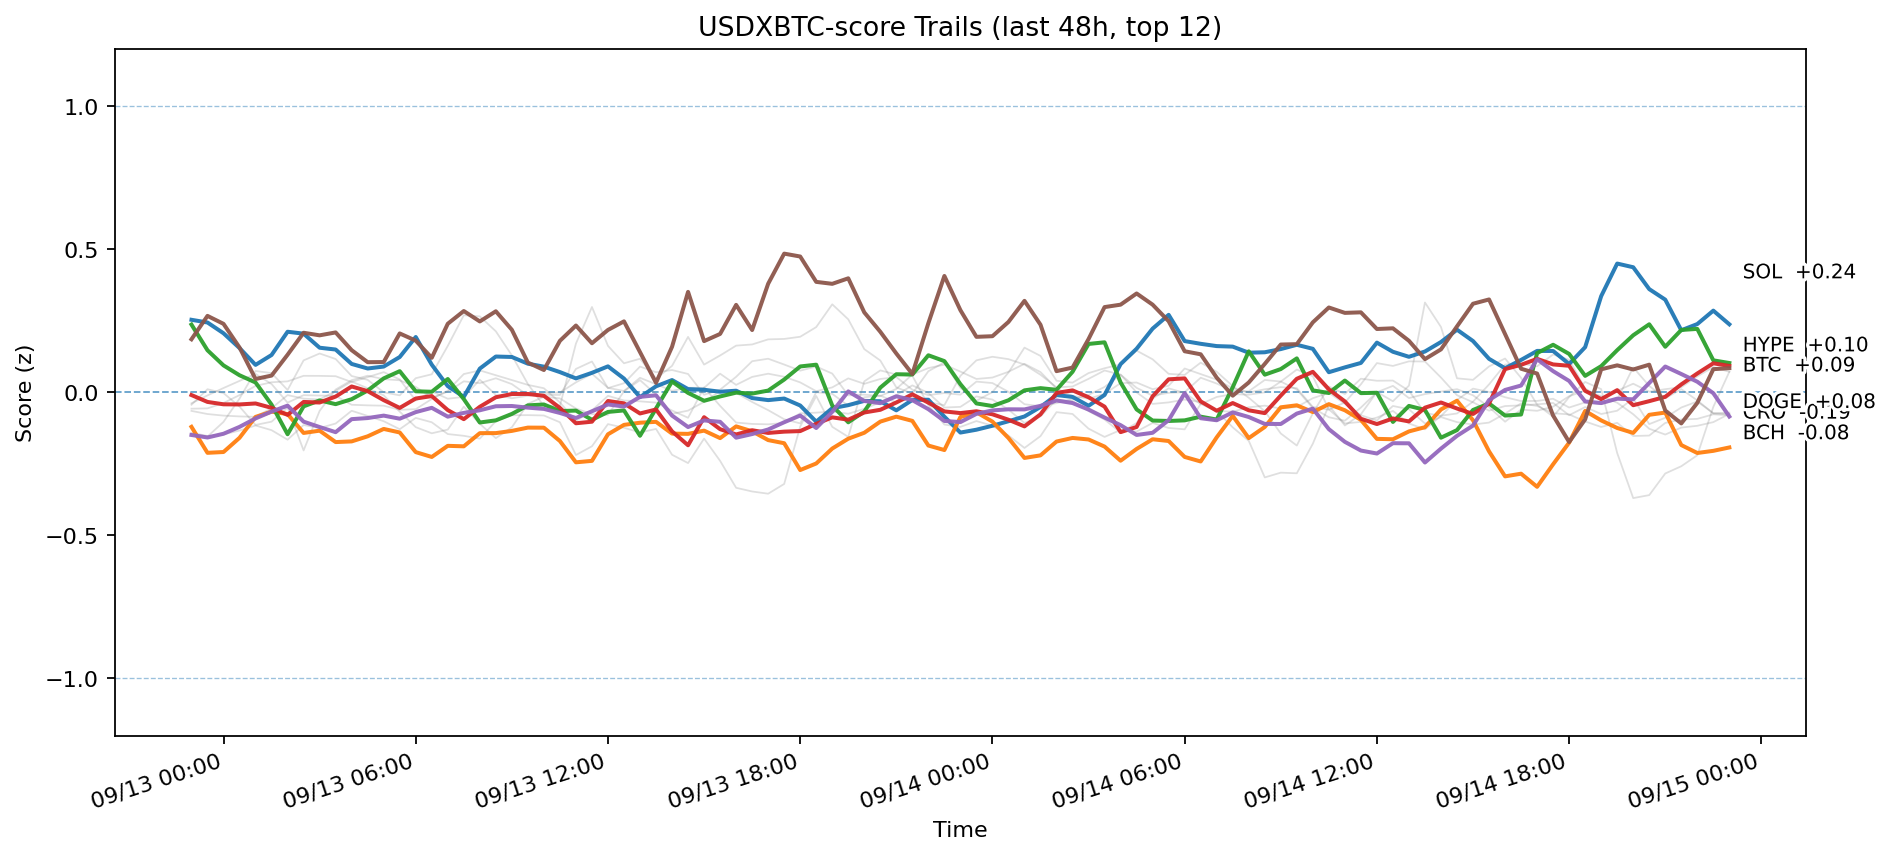 USDXBTC-score Trails (last 48h, top 12)
Score (z)
1.0
0.5
0.0
−0.5
−1.0
SOL +0.24
HYPE +0.10
BTC +0.09
DOGE +0.08
CRO -0.19
BCH -0.08
09/13 00:00
09/13 06:00
09/13 12:00
09/13 18:00
09/14 00:00
09/14 06:00
09/14 12:00
09/14 18:00
09/15 00:00
Time